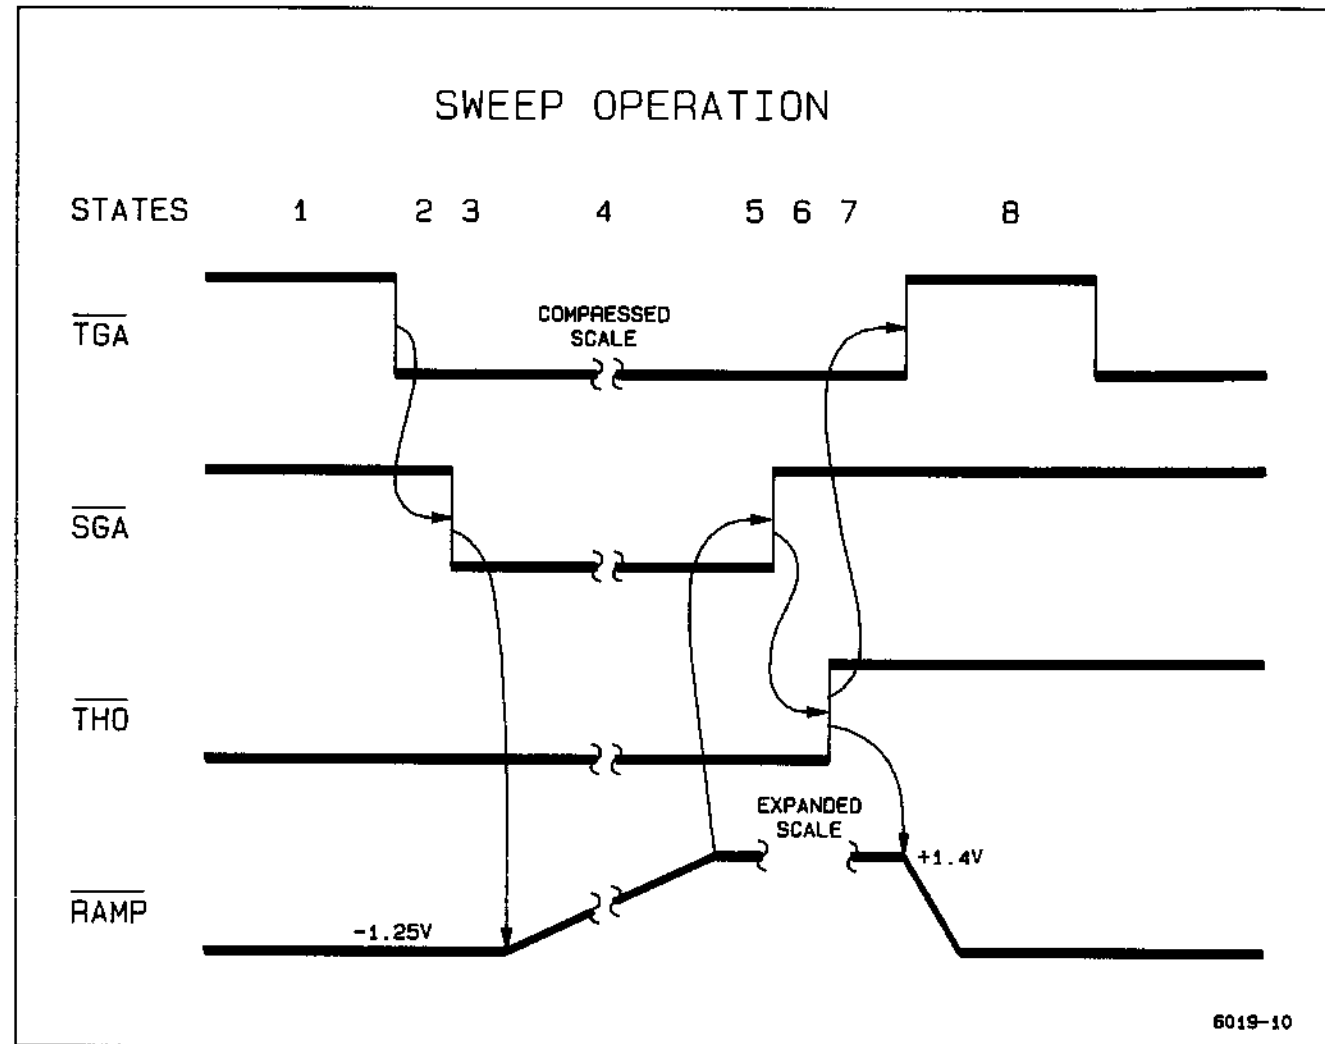 SWEEP OPERATION
STATES 1 2 3 4 5 6 7 8
TGA
COMPRESSED
SCALE
SGA
THO
EXPANDED
SCALE
+1.4V
RAMP
-1.25V
6019-10